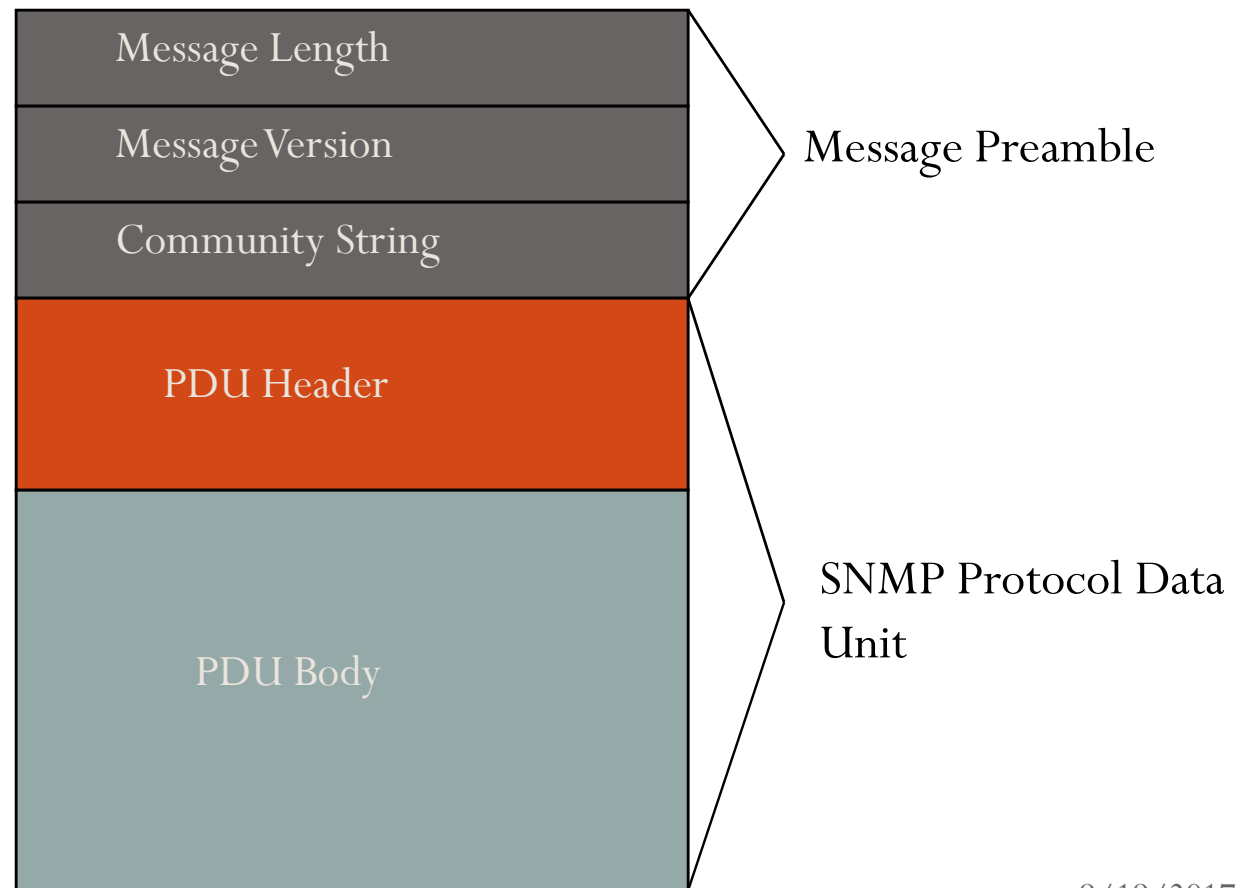 Message Length
Message Version
Community String
Message Preamble
PDU Header
SNMP Protocol Data
Unit
PDU Body